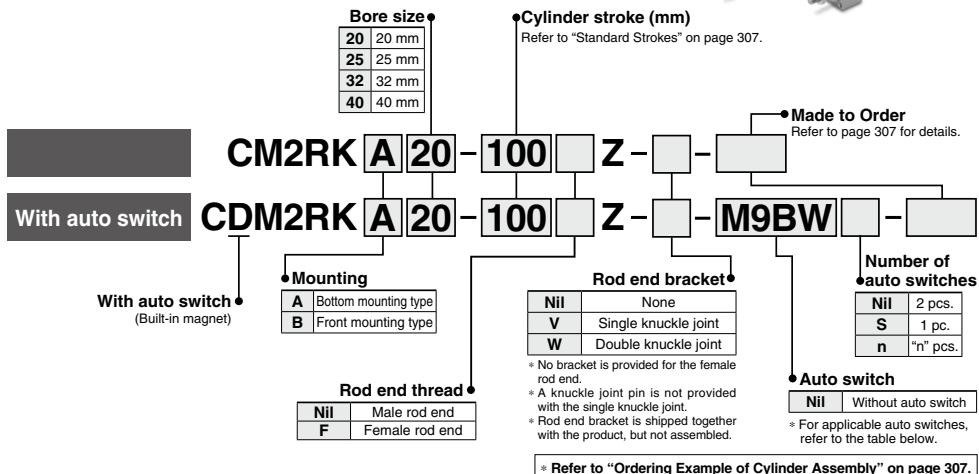 Bore size
20 20 mm
25 25 mm
32 32 mm
40 40 mm
Cylinder stroke (mm)
Refer to “Standard Strokes” on page 307.
Made to Order
Refer to page 307 for details.
CM2RK A 20 – 100 Z – –
With auto switch CDM2RK A 20 – 100 Z – – M9BW –
With auto switch
(Built-in magnet)
Mounting
A Bottom mounting type
B Front mounting type
Rod end thread
Nil Male rod end
F Female rod end
Rod end bracket
Nil None
V Single knuckle joint
W Double knuckle joint
* No bracket is provided for the female
rod end.
* A knuckle joint pin is not provided
with the single knuckle joint.
* Rod end bracket is shipped together
with the product, but not assembled.
Number of
auto switches
Nil 2 pcs.
S 1 pc.
n “n” pcs.
Auto switch
Nil Without auto switch
* For applicable auto switches,
refer to the table below.
* Refer to “Ordering Example of Cylinder Assembly” on page 307.